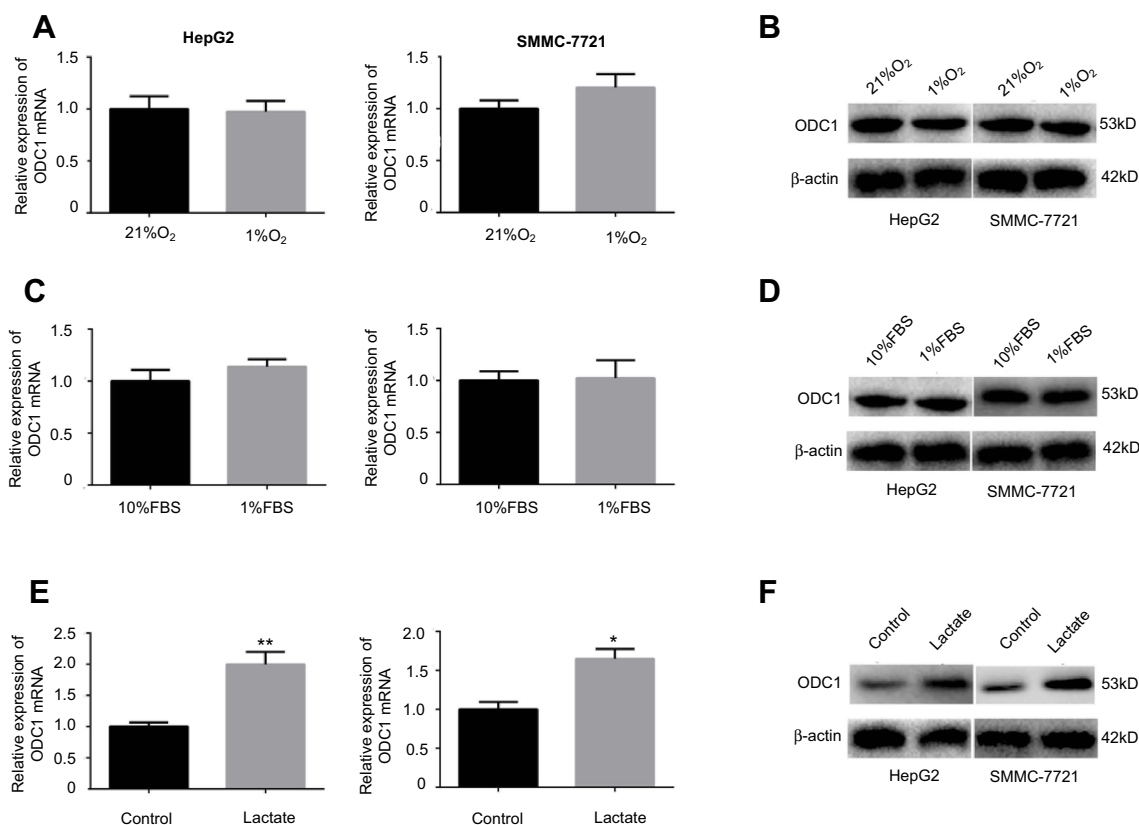 A
HepG2
Relative expression of
ODC1 mRNA
1.5
1.0
0.5
0
21%O₂
1%O₂
SMMC-7721
Relative expression of
ODC1 mRNA
1.5
1.0
0.5
0
21%O₂
1%O₂
B
21%O₂ 1%O₂ 21%O₂ 1%O₂
ODC1 53kD
β-actin 42kD
HepG2 SMMC-7721
C
Relative expression of
ODC1 mRNA
1.5
1.0
0.5
0
10%FBS
1%FBS
Relative expression of
ODC1 mRNA
1.5
1.0
0.5
0
10%FBS
1%FBS
D
10%FBS 1%FBS 10%FBS 1%FBS
ODC1 53kD
β-actin 42kD
HepG2 SMMC-7721
E
Relative expression of
ODC1 mRNA
2.5
2.0
1.5
1.0
0.5
0
**
Control
Lactate
Relative expression of
ODC1 mRNA
2.0
1.5
1.0
0.5
0.0
*
Control
Lactate
F
Control Lactate Control Lactate
ODC1 53kD
β-actin 42kD
HepG2 SMMC-7721